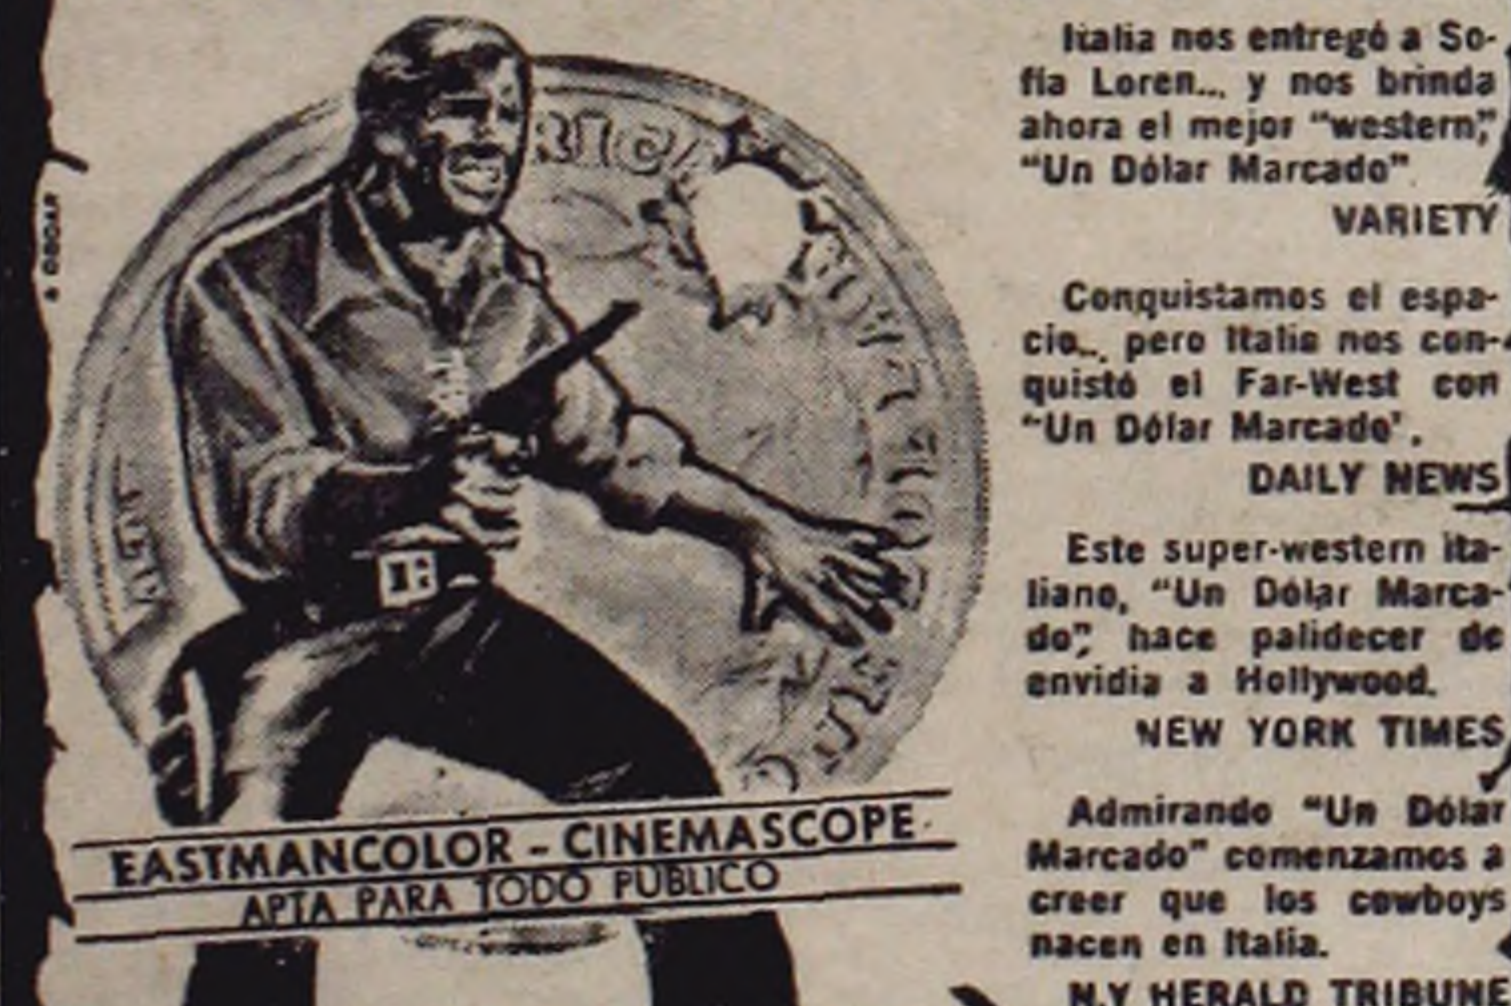 Italia nos entregó a So-
fía Loren... y nos brinda
ahora el mejor "western",
"Un Dólar Marcado".
VARIETY
Conquistamos el espa-
cio..., pero Italia nos con-
quistó el Far-West con
"Un Dólar Marcado".
DAILY NEWS
Este super-western ita-
liano, "Un Dólar Marca-
do", hace palidecer de
envidia a Hollywood.
NEW YORK TIMES
Admirando "Un Dólar
Marcado" comenzamos a
creer que los cowboys
nacen en Italia.
N.Y HERALD TRIBUNE
EASTMANCOLOR - CINEMASCOPE
APTA PARA TODO PUBLICO
RICA